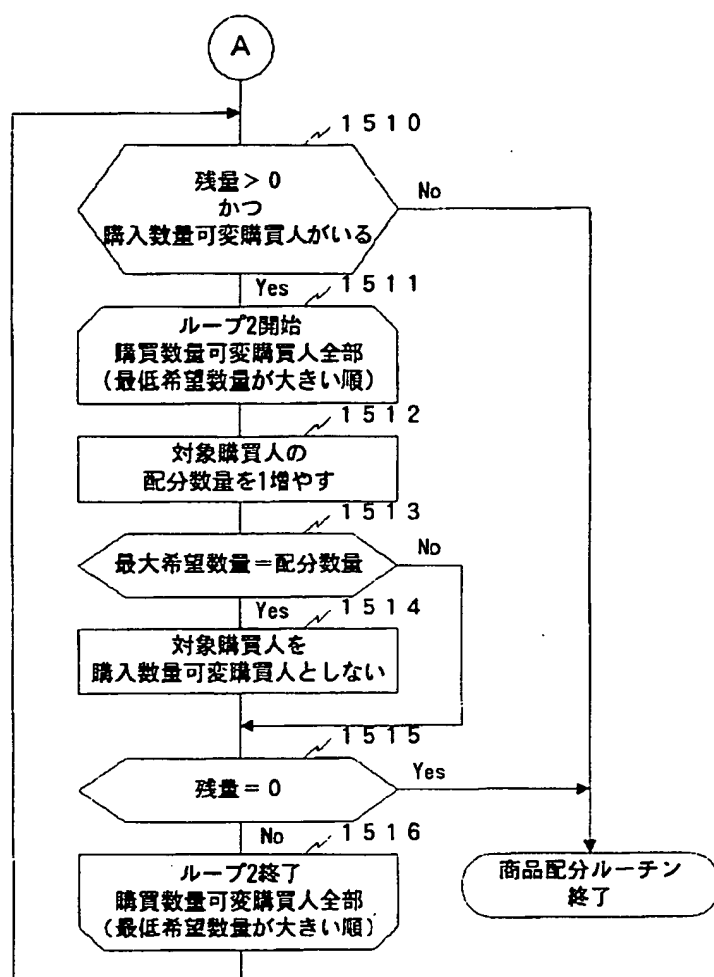 A
1510
残量>0
かつ
購入数量可変購買人がいる
No
Yes
1511
ループ2開始
購買数量可変購買人全部
(最低希望数量が大きい順)
1512
対象購買人の
配分数量を1増やす
1513
最大希望数量=配分数量
No
Yes
1514
対象購買人を
購入数量可変購買人としない
1515
残量=0
Yes
No
1516
ループ2終了
購買数量可変購買人全部
(最低希望数量が大きい順)
商品配分ルーチン
終了